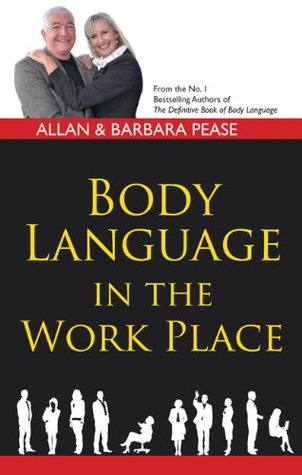 From the No. 1
Bestselling Authors of
The Definitive Book of Body Language
ALLAN & BARBARA PEASE
BODY
LANGUAGE
IN THE
WORK PLACE